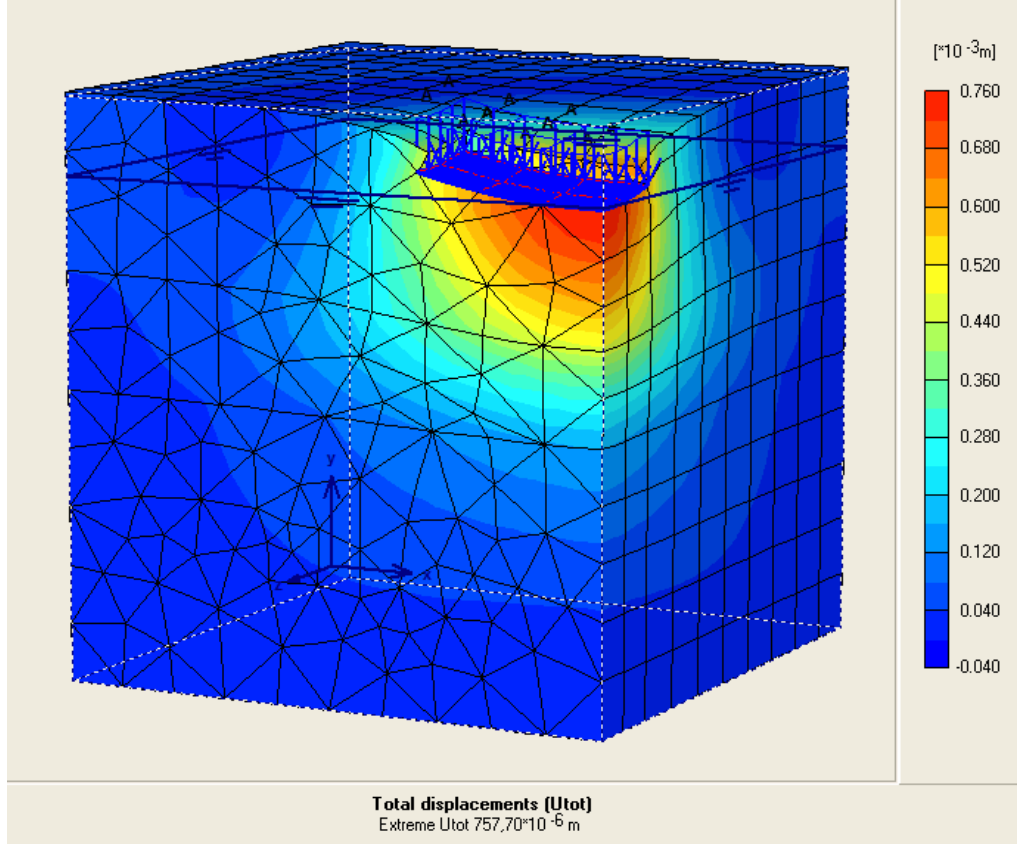 [*10 -3m]
0.760
0.680
0.600
0.520
0.440
0.360
0.280
0.200
0.120
0.040
-0.040
A A A A A A
y
x
z
Total displacements (Utot)
Extreme Utot 757,70*10 -6 m